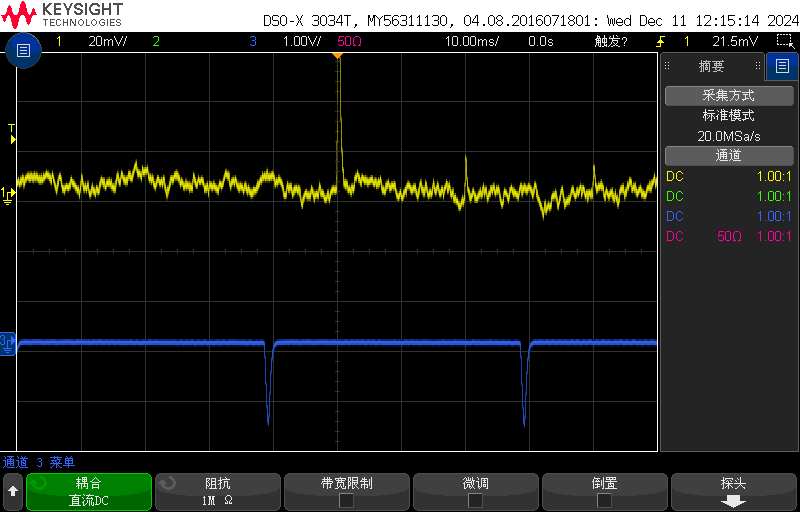 KEYSIGHT
TECHNOLOGIES
DSO-X 3034T, MY56311130, 04.08.2016071801: Wed Dec 11 12:15:14 2024
1 20mV/ 2 3 1.00V/ 50Ω 10.00ms/ 0.0s 触发? 1 21.5mV
摘要
采集方式
标准模式
20.0MSa/s
通道
DC 1.00:1
DC 1.00:1
DC 1.00:1
DC 50Ω 1.00:1
T
1
3
通道 3 菜单
耦合
直流DC
阻抗
1M Ω
带宽限制
微调
倒置
探头